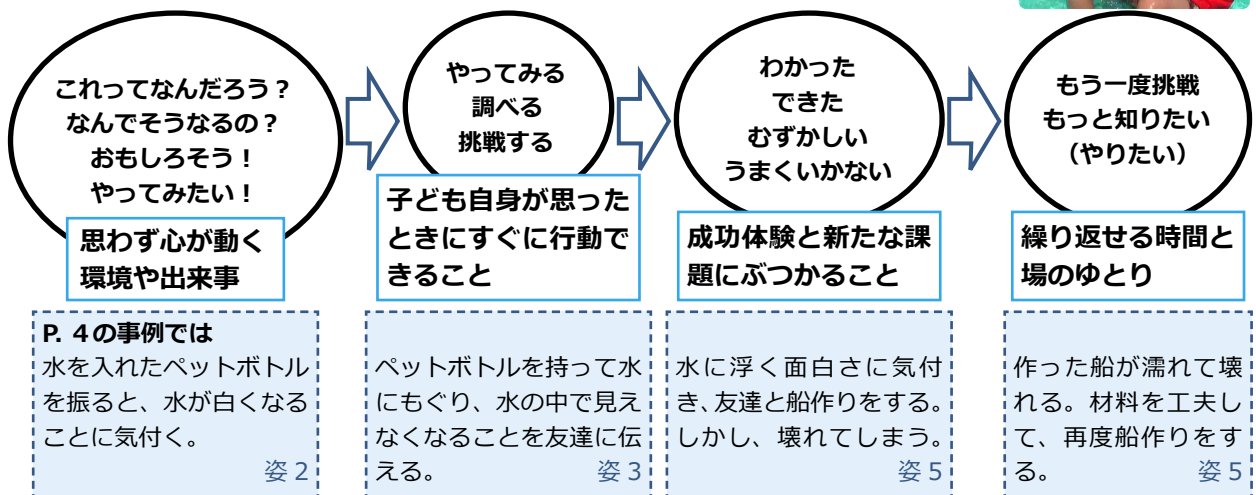 これってなんだろう？
なんでそうなるの？
おもしろそう！
やってみたい！
思わず心が動く
環境や出来事
P. 4の事例では
水を入れたペットボトル
を振ると、水が白くなる
ことに気付く。
姿2
やってみる
調べる
挑戦する
子ども自身が思った
ときにすぐに行動で
きること
ペットボトルを持って水
にもぐり、水の中で見え
なくなることを友達に伝
える。 姿3
わかった
できた
むずかしい
うまくいかない
成功体験と新たな課
題にぶつかること
水に浮く面白さに気付
き、友達と船作りをする。
しかし、壊れてしまう。
姿5
もう一度挑戦
もっと知りたい
（やりたい）
繰り返せる時間と
場のゆとり
作った船が濡れて壊
れる。材料を工夫し
て、再度船作りをす
る。 姿5